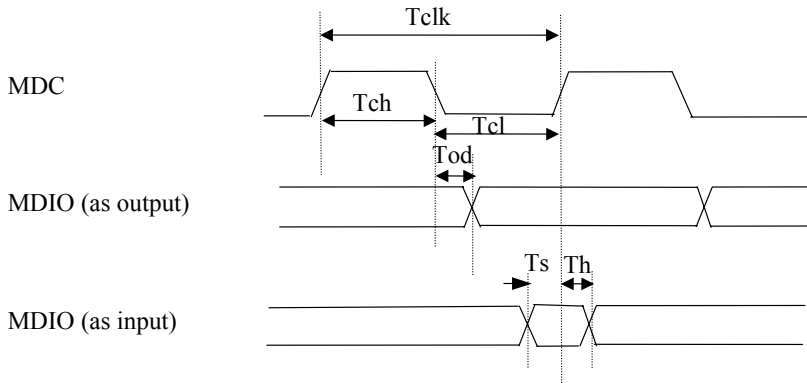 Tclk
MDC
Tch
Tcl
Tod
MDIO (as output)
Ts
Th
MDIO (as input)